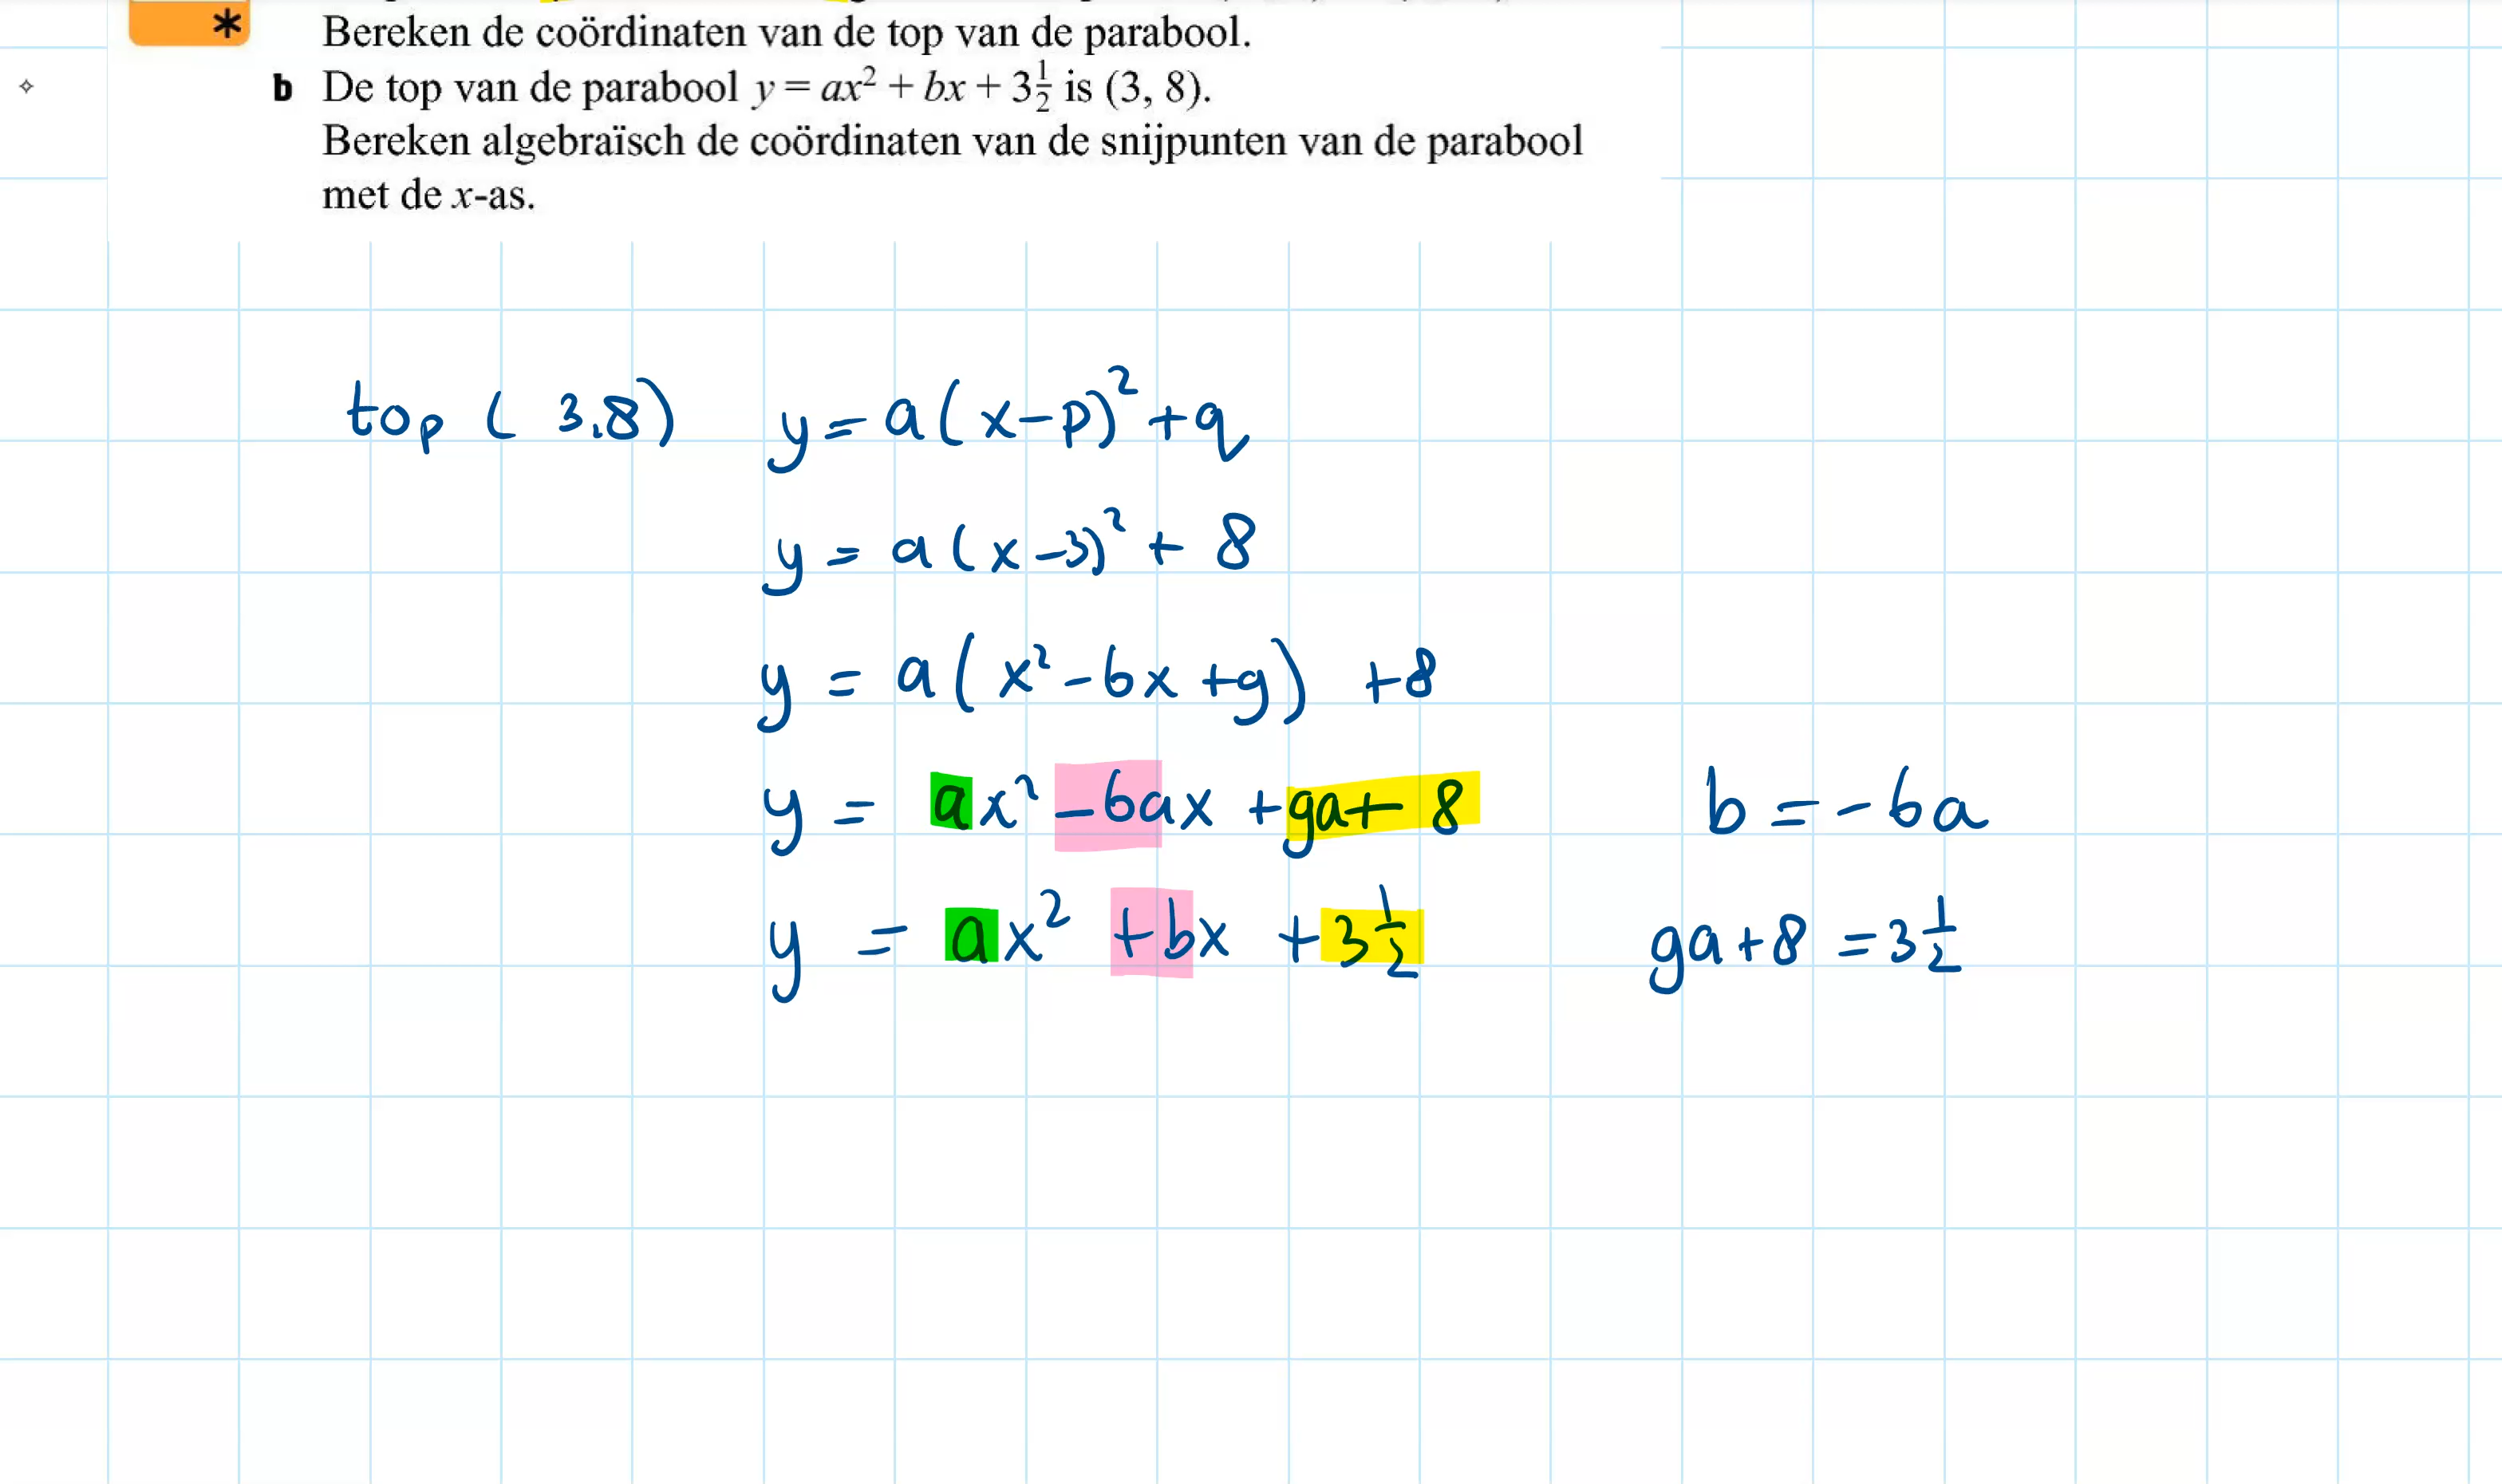 *
Bereken de coördinaten van de top van de parabool.
b De top van de parabool y = ax² + bx + 3½ is (3, 8).
Bereken algebraïsch de coördinaten van de snijpunten van de parabool
met de x-as.
top ( 3,8) y = a(x-p)² + q
y = a(x-3)² + 8
y = a(x²-6x+9) +8
y = ax² -6ax +9a+ 8 b = -6a
y = ax² +bx +3½ 9a+8 = 3½